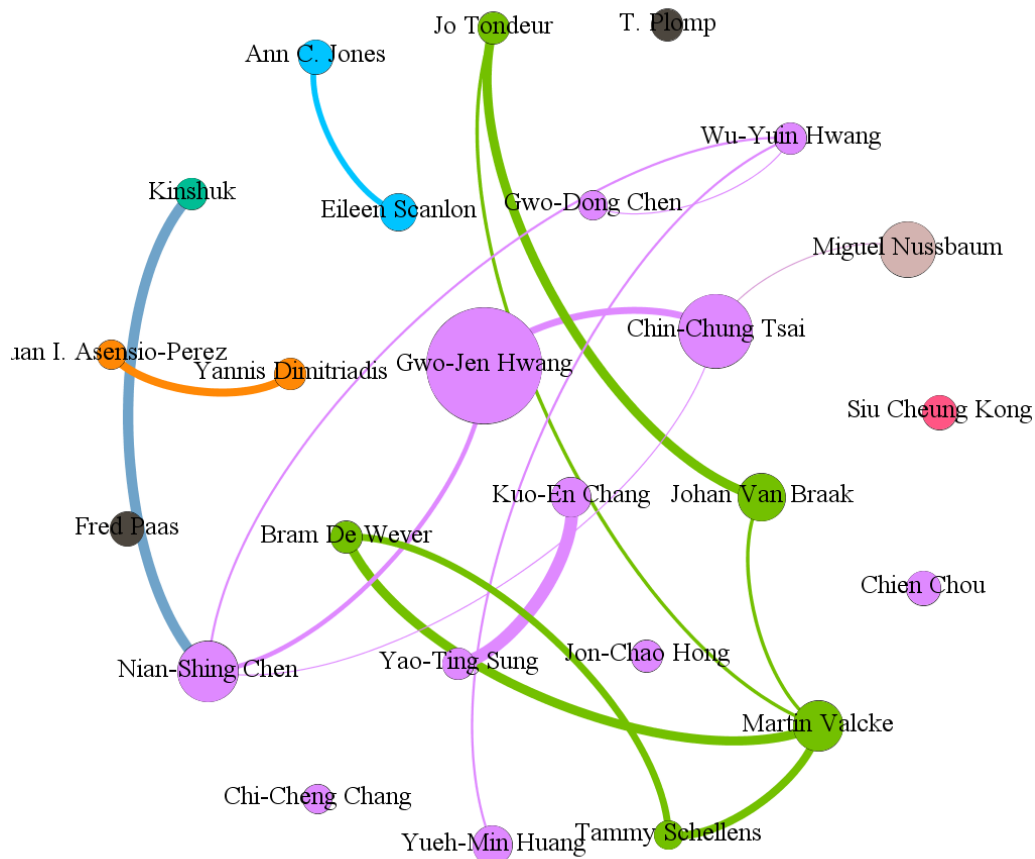 Jo Tondeur
T. Plomp
Ann C. Jones
Wu-Yuin Hwang
Kinshuk
Eileen Scanlon
Gwo-Dong Chen
Miguel Nussbaum
Chin-Chung Tsai
uan I. Asensio-Perez
Yannis Dimitriadis
Gwo-Jen Hwang
Siu Cheung Kong
Kuo-En Chang
Johan Van Braak
Fred Paas
Bram De Wever
Chien Chou
Nian-Shing Chen
Yao-Ting Sung
Jon-Chao Hong
Martin Valcke
Chi-Cheng Chang
Yueh-Min Huang
Tammy Schellens